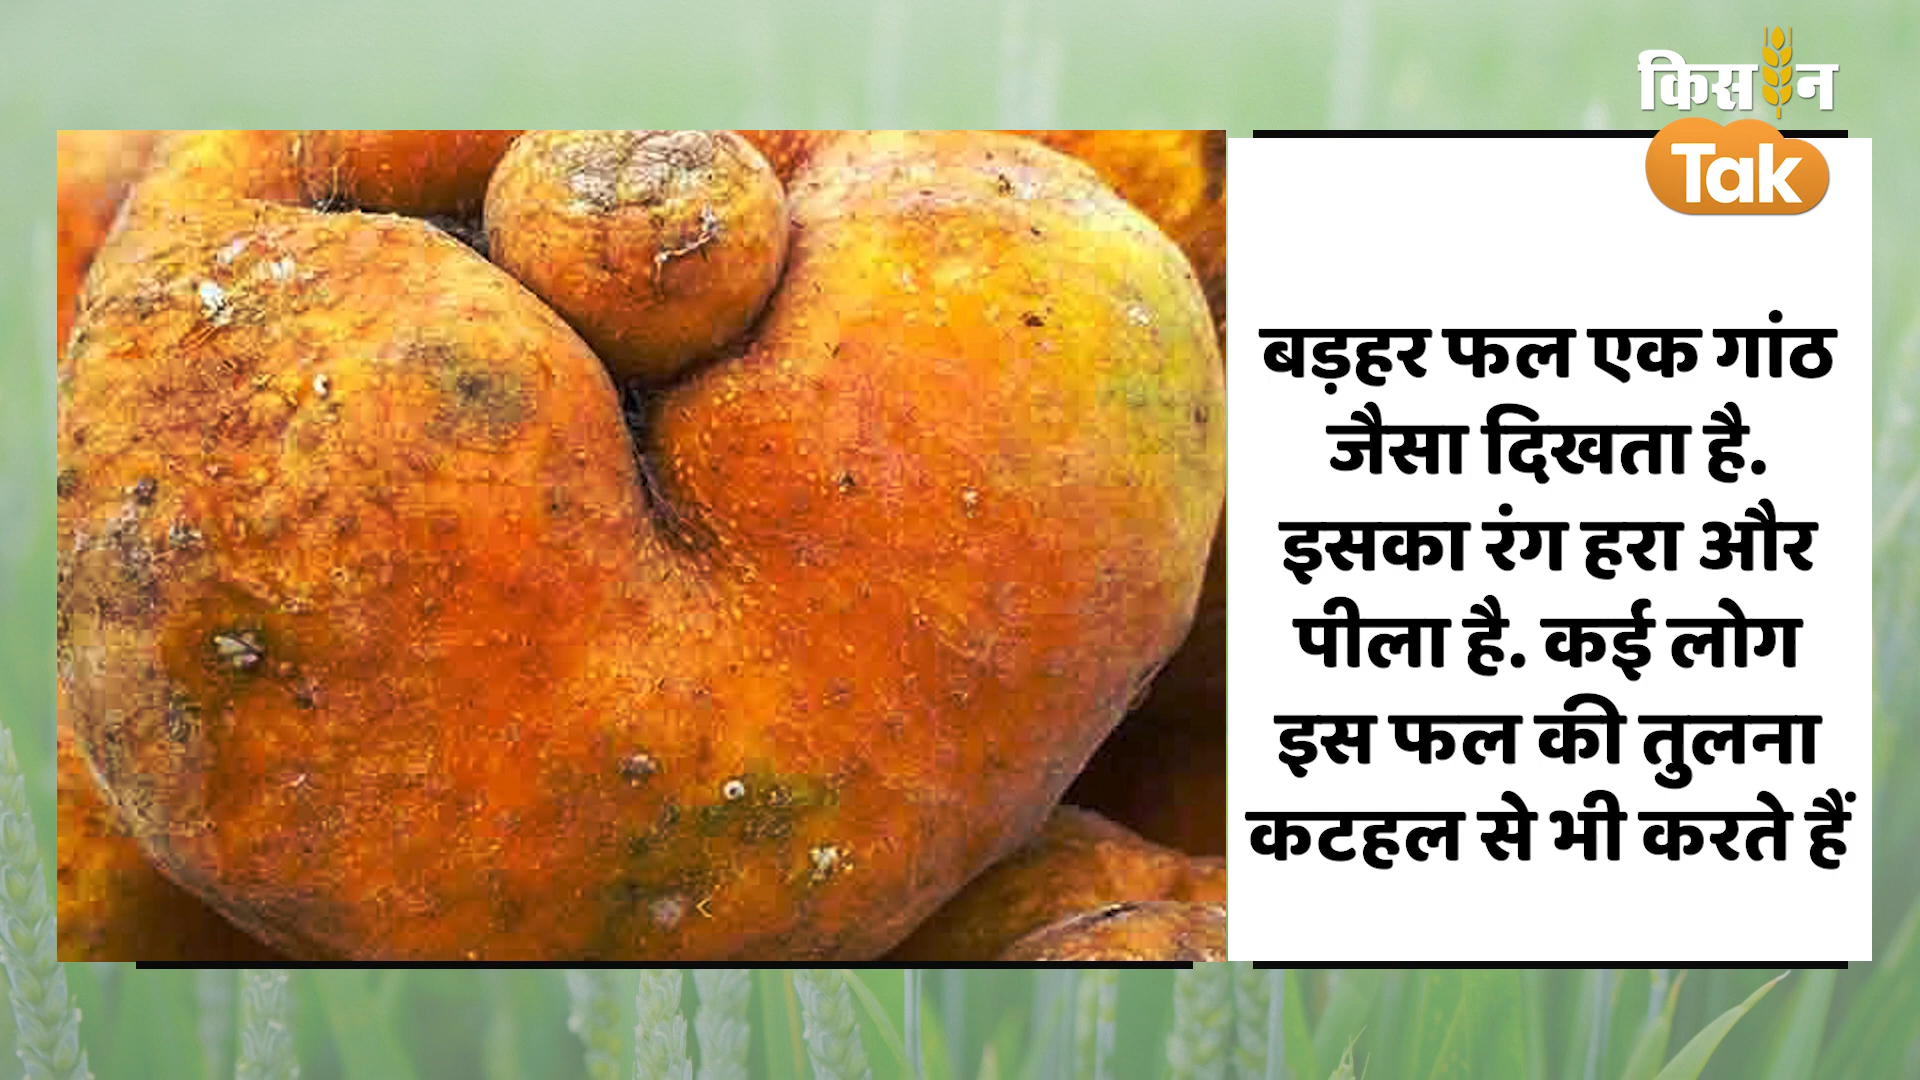 किसान
Tak
बड़हर फल एक गांठ
जैसा दिखता है.
इसका रंग हरा और
पीला है. कई लोग
इस फल की तुलना
कटहल से भी करते हैं